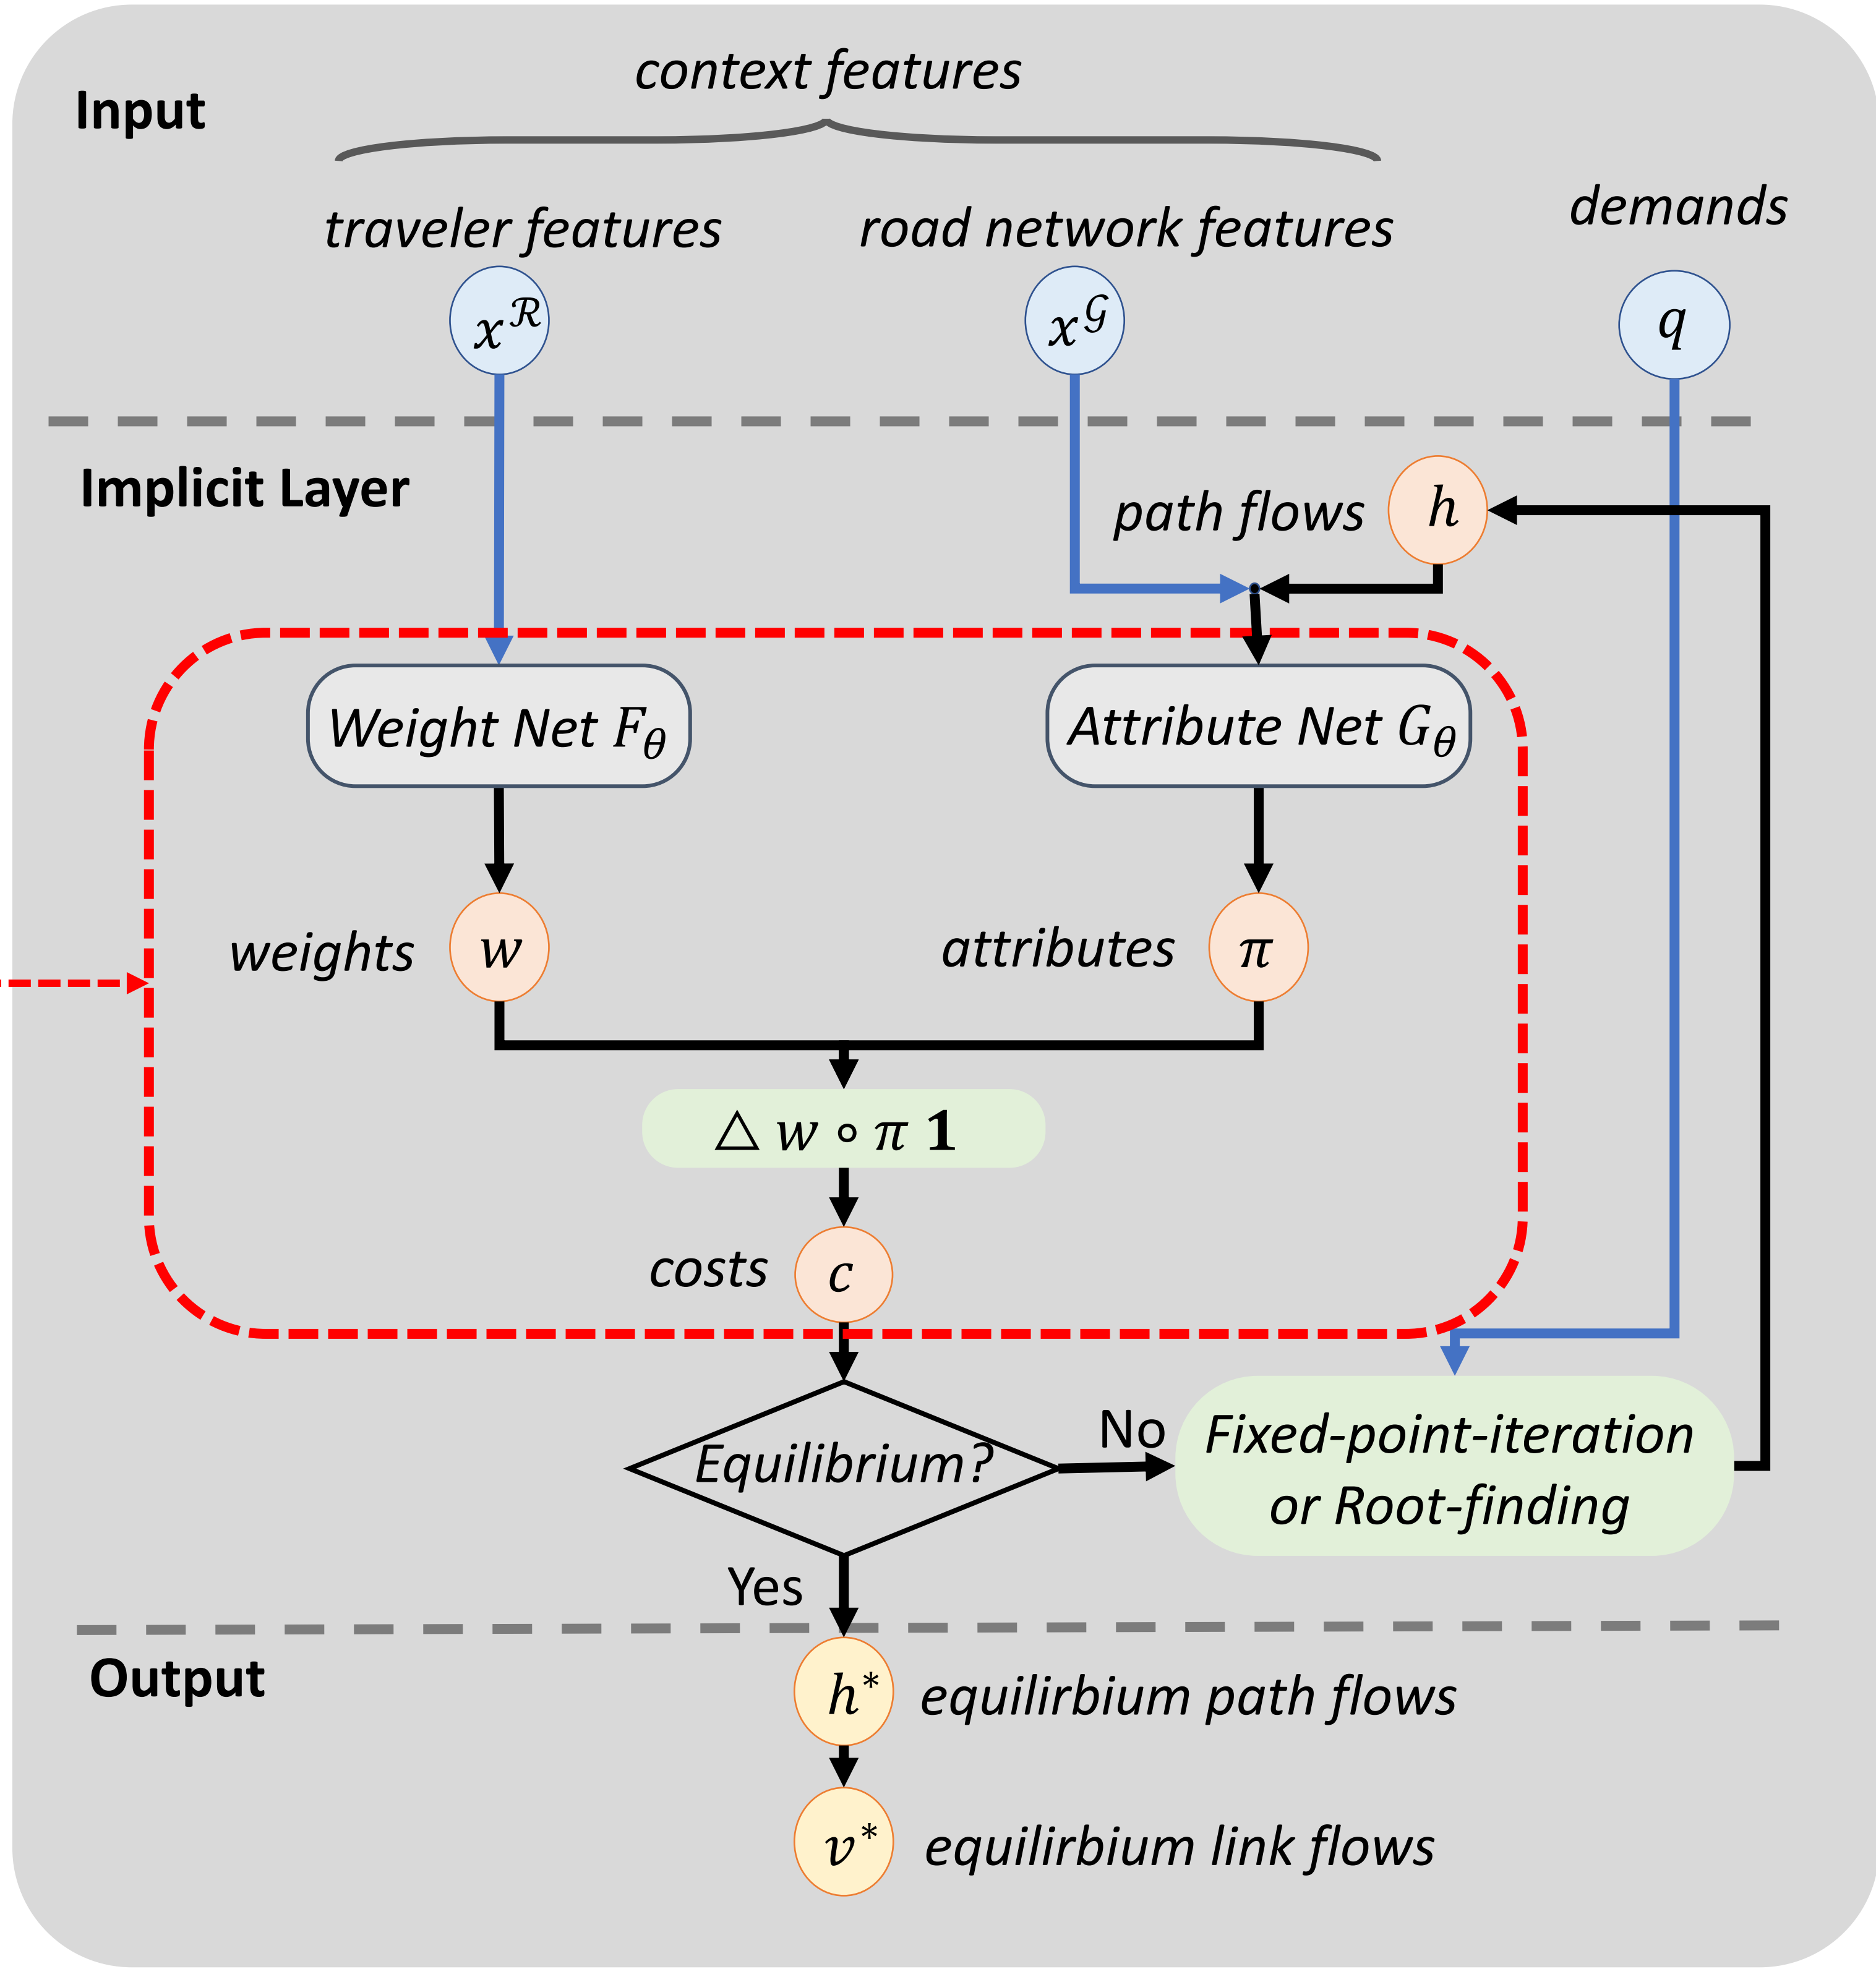 context features
Input
traveler features
road network features
demands
x^ℛ
x^𝒢
q
Implicit Layer
path flows
h
Weight Net F_θ
Attribute Net G_θ
weights
w
attributes
π
△ w ∘ π 1
costs
c
Equilibrium?
No
Fixed-point-iteration
or Root-finding
Yes
Output
h*
equilirbium path flows
v*
equilirbium link flows